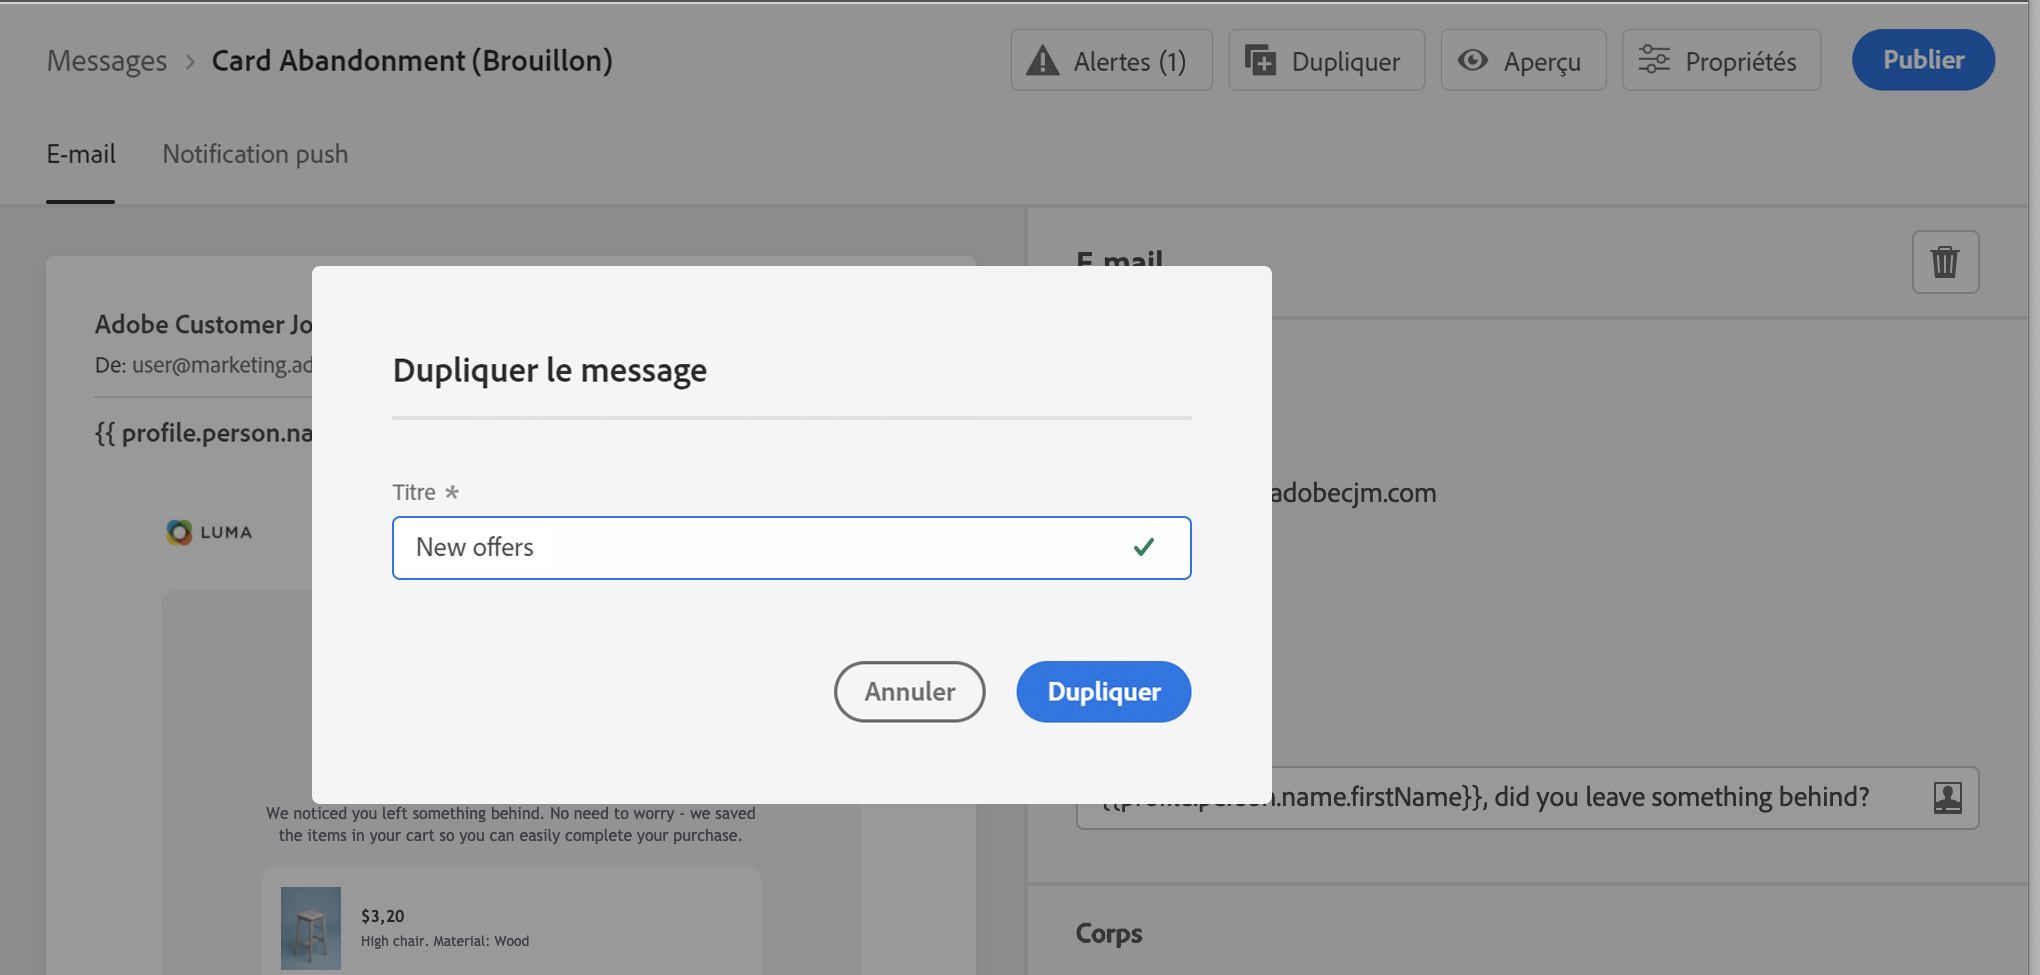 Messages > Card Abandonment (Brouillon)
Alertes (1)
Dupliquer
Aperçu
Propriétés
Publier
E-mail
Notification push
E-mail
Adobe Customer Jo
De: user@marketing.ad
{{ profile.person.na
LUMA
Dupliquer le message
Titre *
New offers
Annuler
Dupliquer
adobecjm.com
{{profile.person.name.firstName}}, did you leave something behind?
We noticed you left something behind. No need to worry - we saved
the items in your cart so you can easily complete your purchase.
$3,20
High chair. Material: Wood
Corps